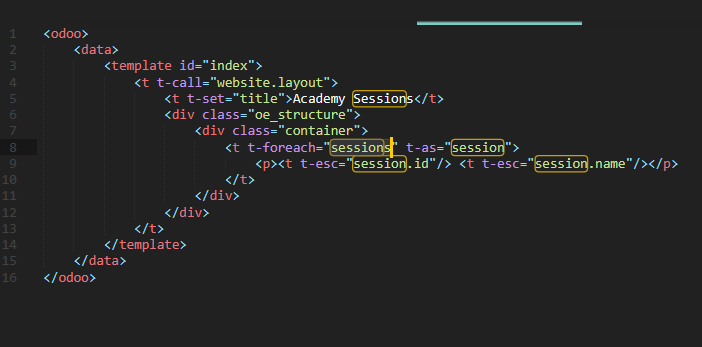 1 <odoo>
2 <data>
3 <template id="index">
4 <t t-call="website.layout">
5 <t t-set="title">Academy Sessions</t>
6 <div class="oe_structure">
7 <div class="container">
8 <t t-foreach="sessions" t-as="session">
9 <p><t t-esc="session.id"/> <t t-esc="session.name"/></p>
10 </t>
11 </div>
12 </div>
13 </t>
14 </template>
15 </data>
16 </odoo>